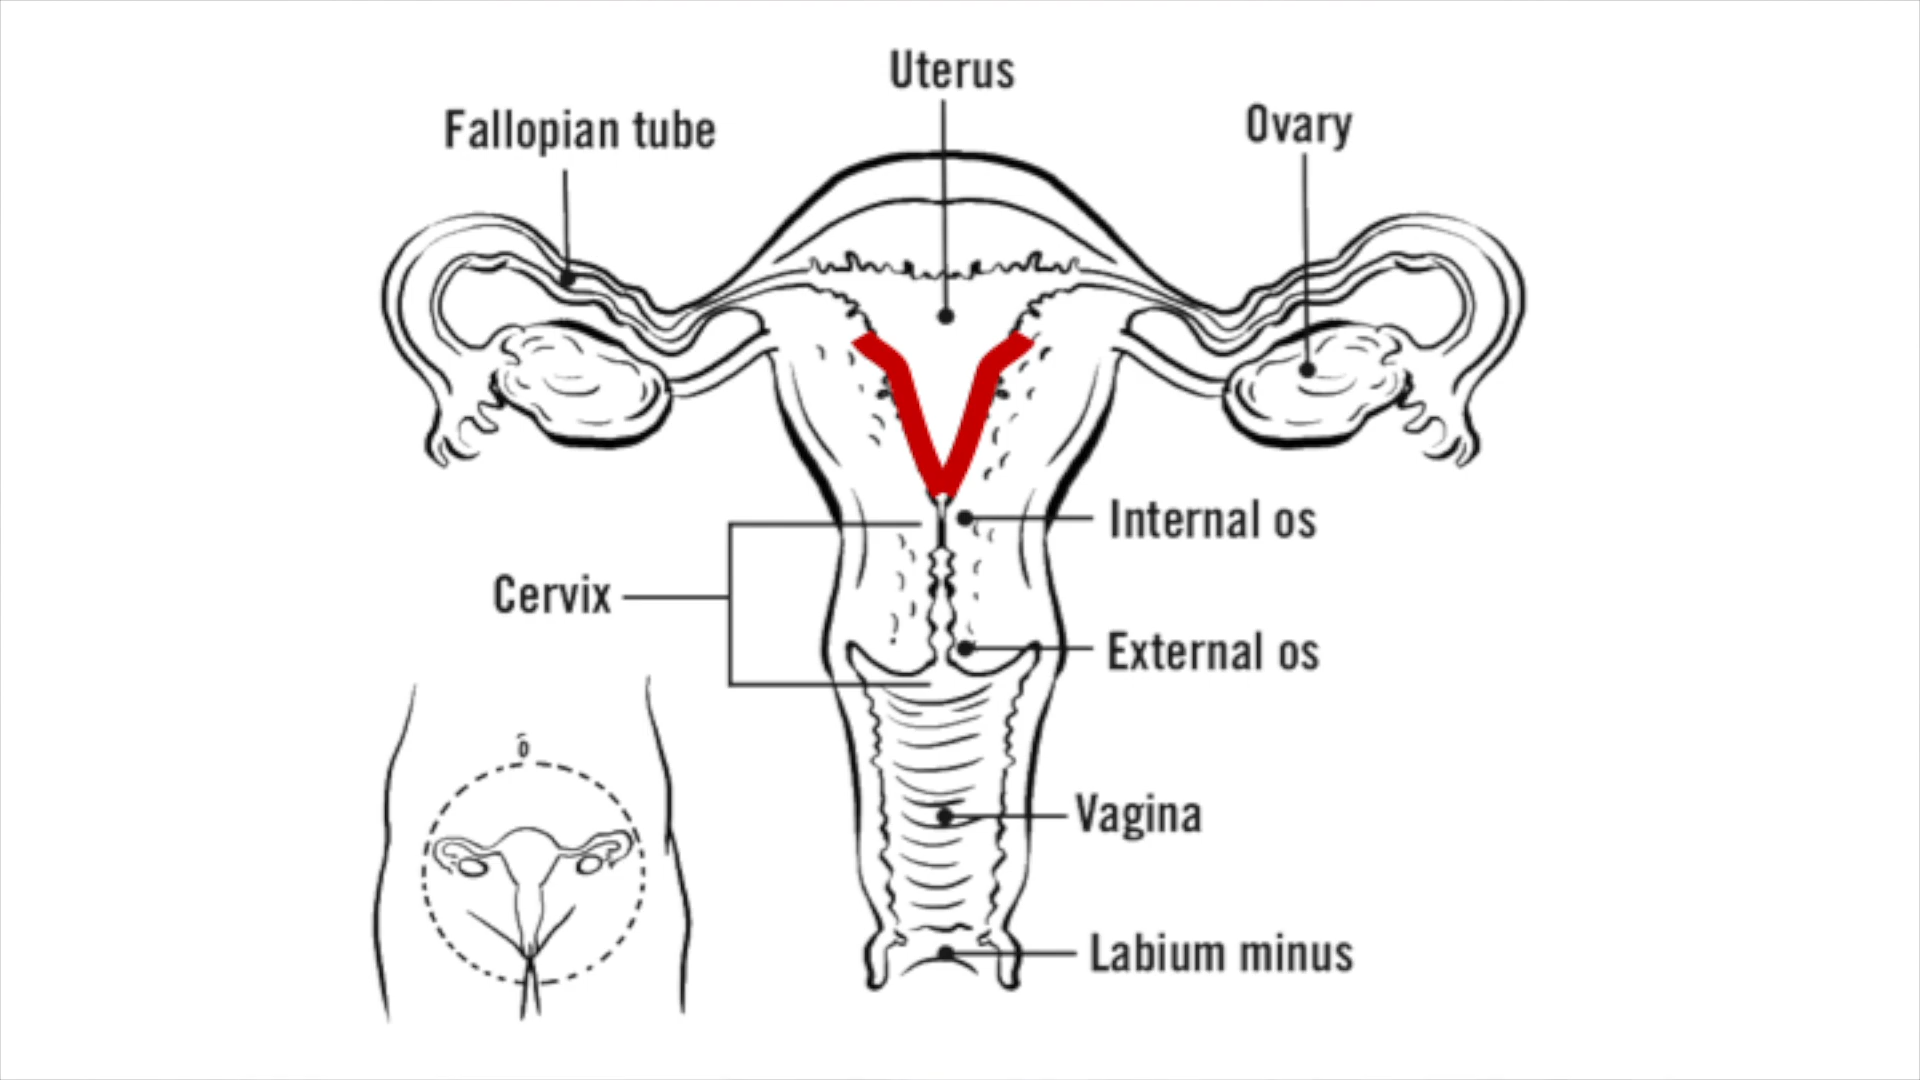 Uterus
Fallopian tube
Ovary
Internal os
Cervix
External os
Vagina
Labium minus